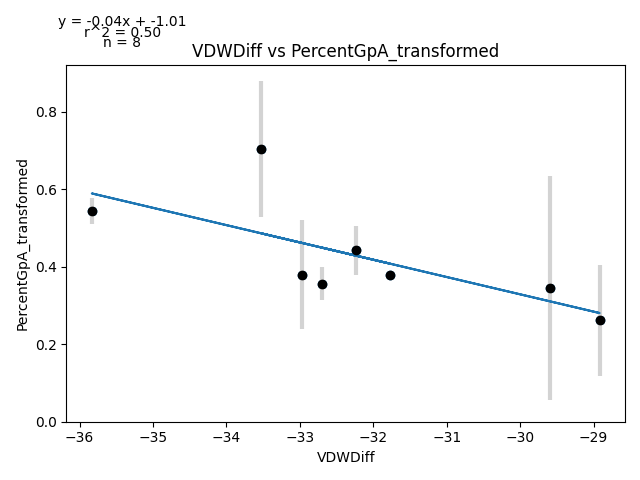 y = -0.04x + -1.01
r^2 = 0.50
n = 8
VDWDiff vs PercentGpA_transformed
PercentGpA_transformed
0.8
0.6
0.4
0.2
0.0
−36
−35
−34
−33
−32
−31
−30
−29
VDWDiff